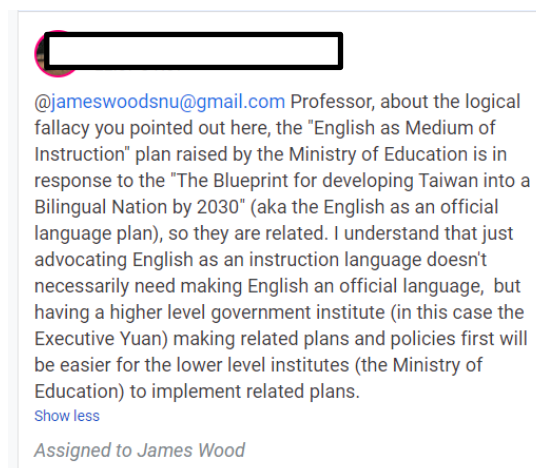 @jameswoodsnu@gmail.com Professor, about the logical
fallacy you pointed out here, the "English as Medium of
Instruction" plan raised by the Ministry of Education is in
response to the "The Blueprint for developing Taiwan into a
Bilingual Nation by 2030" (aka the English as an official
language plan), so they are related. I understand that just
advocating English as an instruction language doesn't
necessarily need making English an official language,  but
having a higher level government institute (in this case the
Executive Yuan) making related plans and policies first will
be easier for the lower level institutes (the Ministry of
Education) to implement related plans.
Show less
Assigned to James Wood